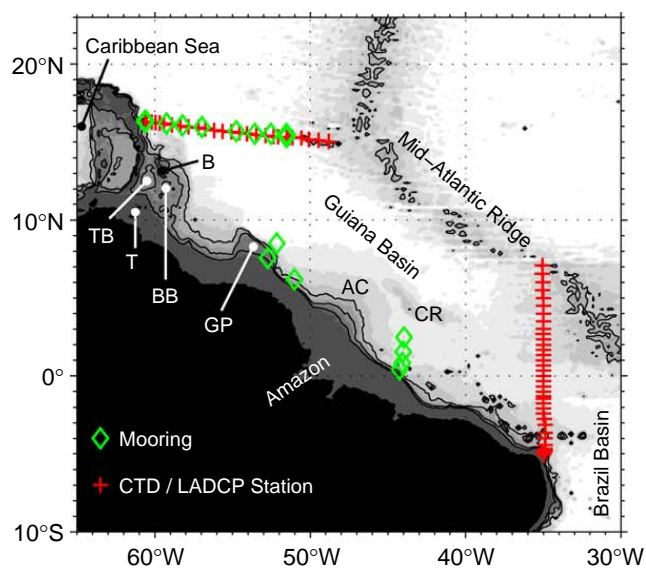 Caribbean Sea
20°N
Mid–Atlantic Ridge
B
Guiana Basin
10°N
TB
T
BB
GP
AC
CR
Amazon
0°
Mooring
CTD / LADCP Station
Brazil Basin
10°S
60°W 50°W 40°W 30°W